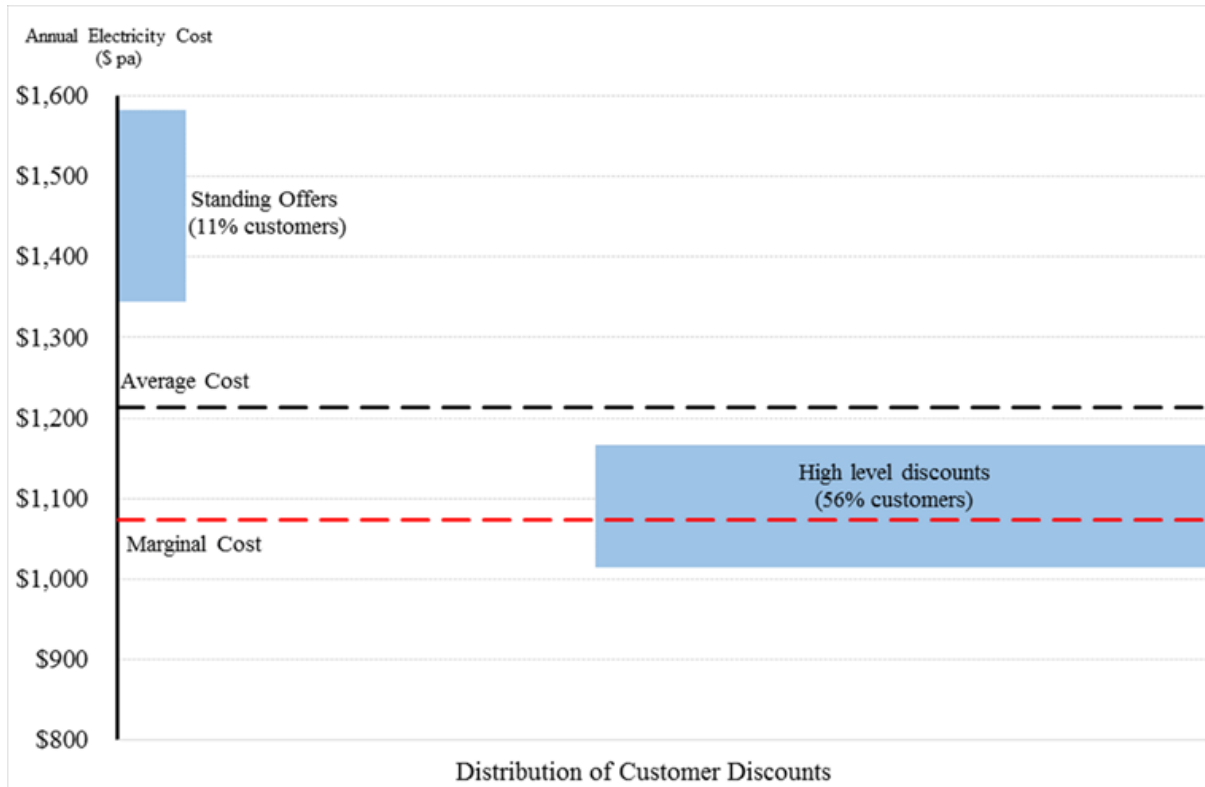 Annual Electricity Cost
($ pa)
$1,600
$1,500
Standing Offers
(11% customers)
$1,400
$1,300
Average Cost
$1,200
High level discounts
(56% customers)
$1,100
Marginal Cost
$1,000
$900
$800
Distribution of Customer Discounts